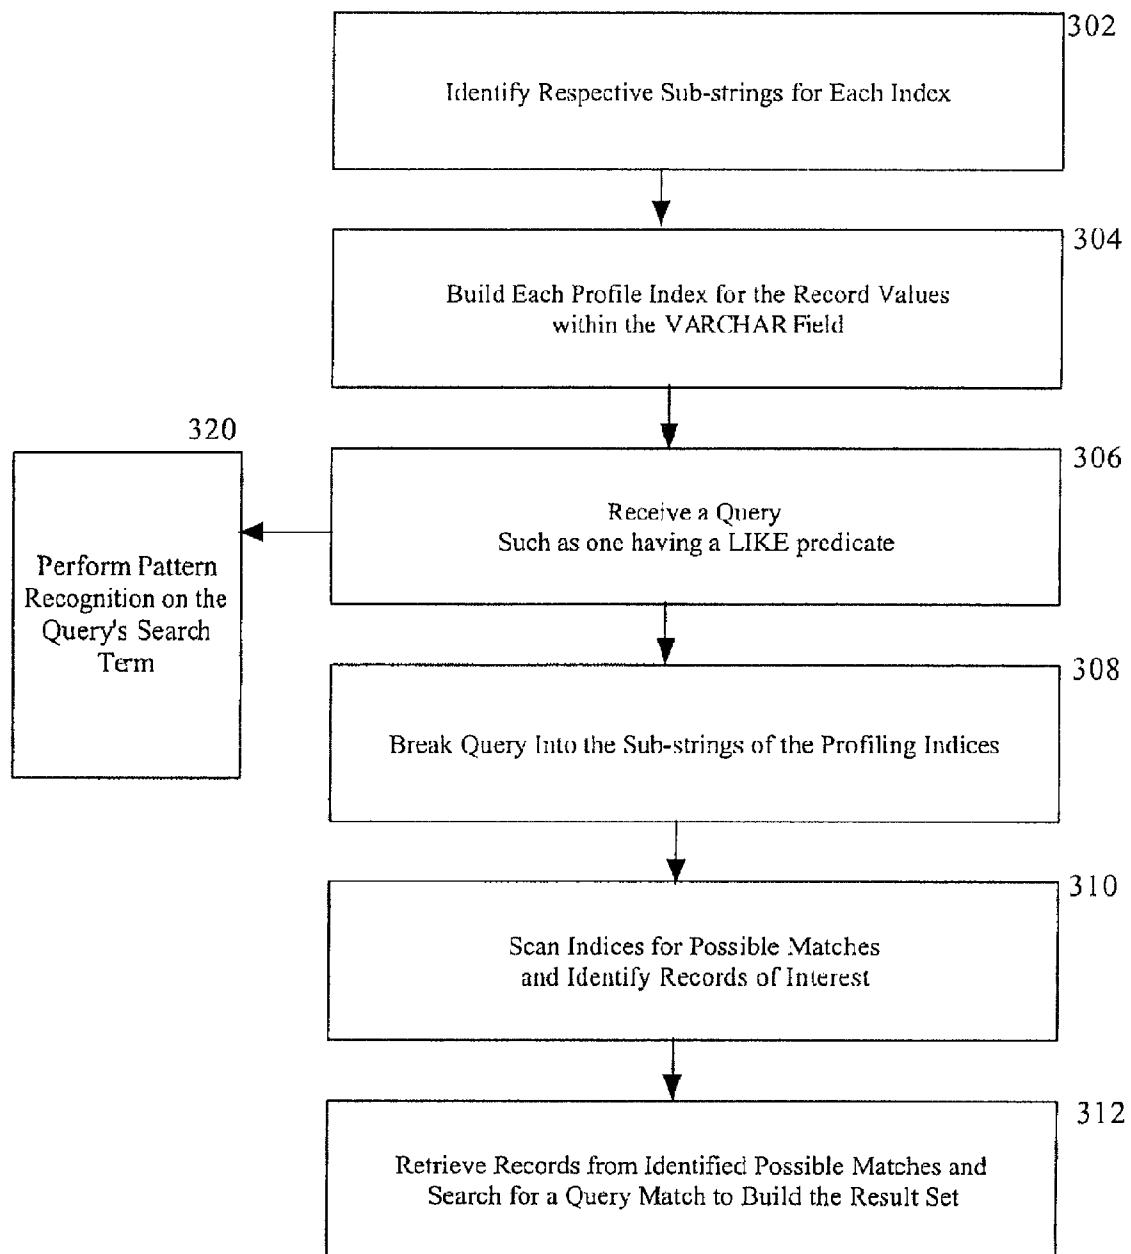 302
Identify Respective Sub-strings for Each Index
304
Build Each Profile Index for the Record Values
within the VARCHAR Field
320
306
Receive a Query
Such as one having a LIKE predicate
Perform Pattern
Recognition on the
Query's Search
Term
308
Break Query Into the Sub-strings of the Profiling Indices
310
Scan Indices for Possible Matches
and Identify Records of Interest
312
Retrieve Records from Identified Possible Matches and
Search for a Query Match to Build the Result Set